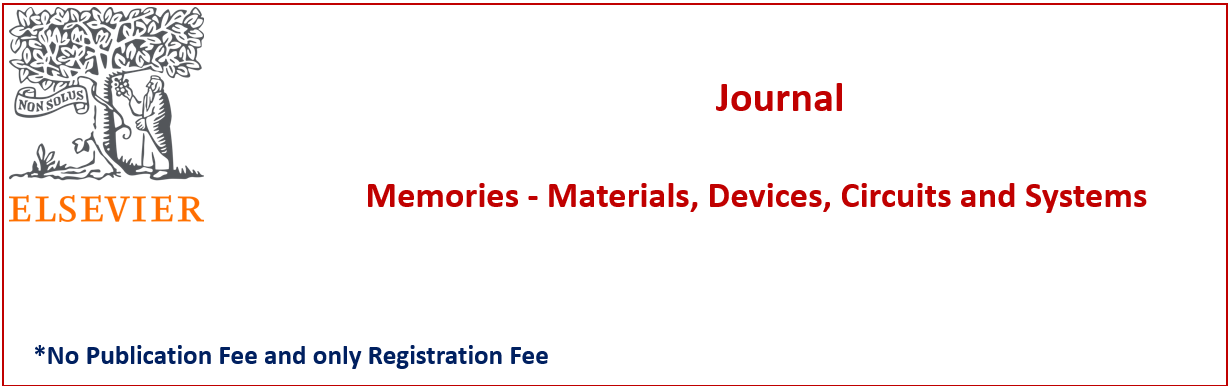 NON SOLUS
ELSEVIER
Journal
Memories - Materials, Devices, Circuits and Systems
*No Publication Fee and only Registration Fee